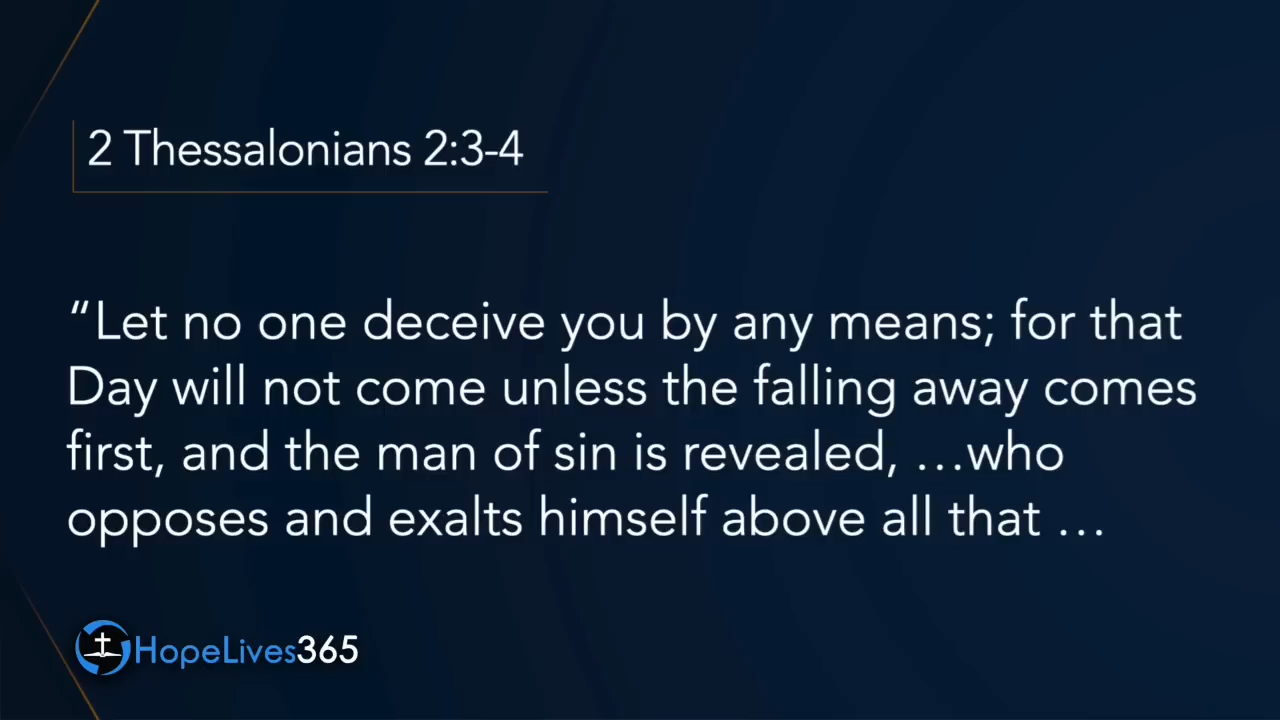 2 Thessalonians 2:3-4
“Let no one deceive you by any means; for that
Day will not come unless the falling away comes
first, and the man of sin is revealed, …who
opposes and exalts himself above all that …
HopeLives365